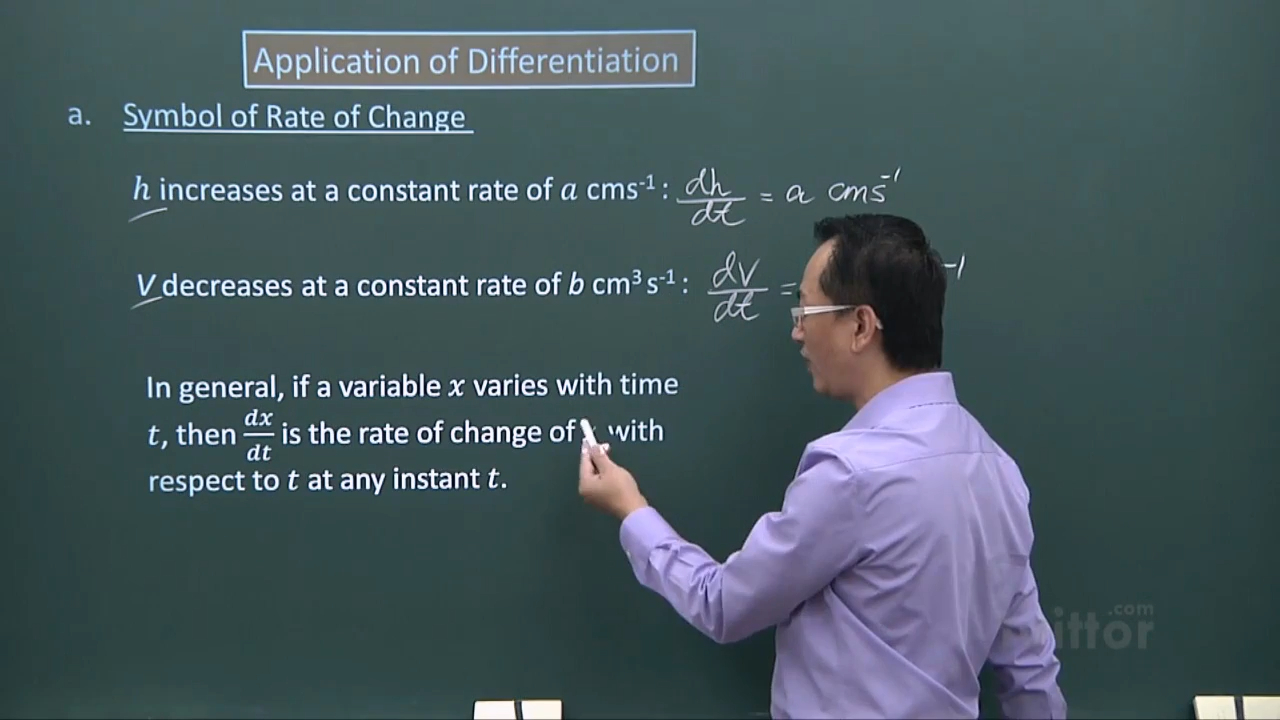 Application of Differentiation
a. Symbol of Rate of Change
h increases at a constant rate of a cms⁻¹ : dh/dt = a cms⁻¹
V decreases at a constant rate of b cm³ s⁻¹ : dV/dt = ⁻¹
In general, if a variable x varies with time
t, then dx/dt is the rate of change of with
respect to t at any instant t.
.com